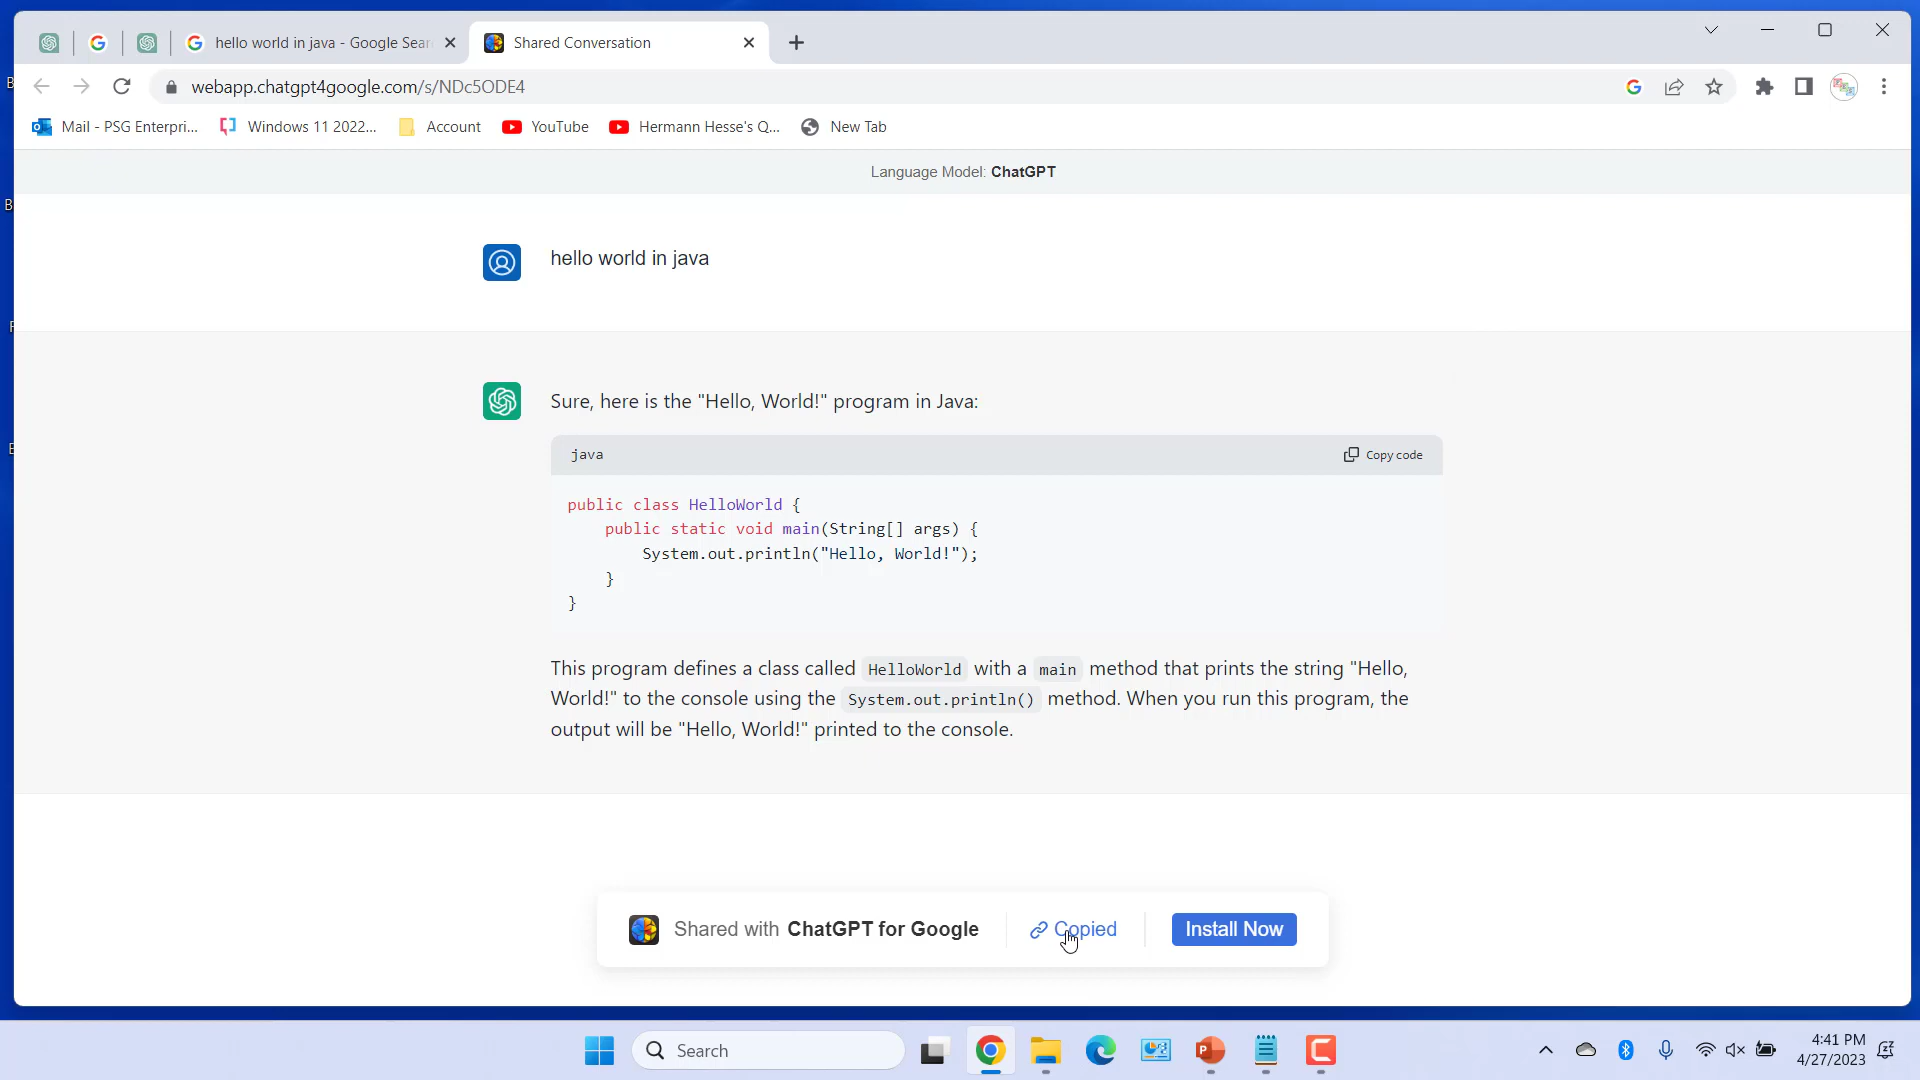 hello world in java - Google Sear
Shared Conversation
webapp.chatgpt4google.com/s/NDc5ODE4
Mail - PSG Enterpri...
Windows 11 2022...
Account
YouTube
Hermann Hesse's Q...
New Tab
Language Model: ChatGPT
hello world in java
Sure, here is the "Hello, World!" program in Java:
java
Copy code
public class HelloWorld {
public static void main(String[] args) {
System.out.println("Hello, World!");
}
}
This program defines a class called HelloWorld with a main method that prints the string "Hello,
World!" to the console using the System.out.println() method. When you run this program, the
output will be "Hello, World!" printed to the console.
Shared with ChatGPT for Google
Copied
Install Now
Search
4:41 PM
4/27/2023